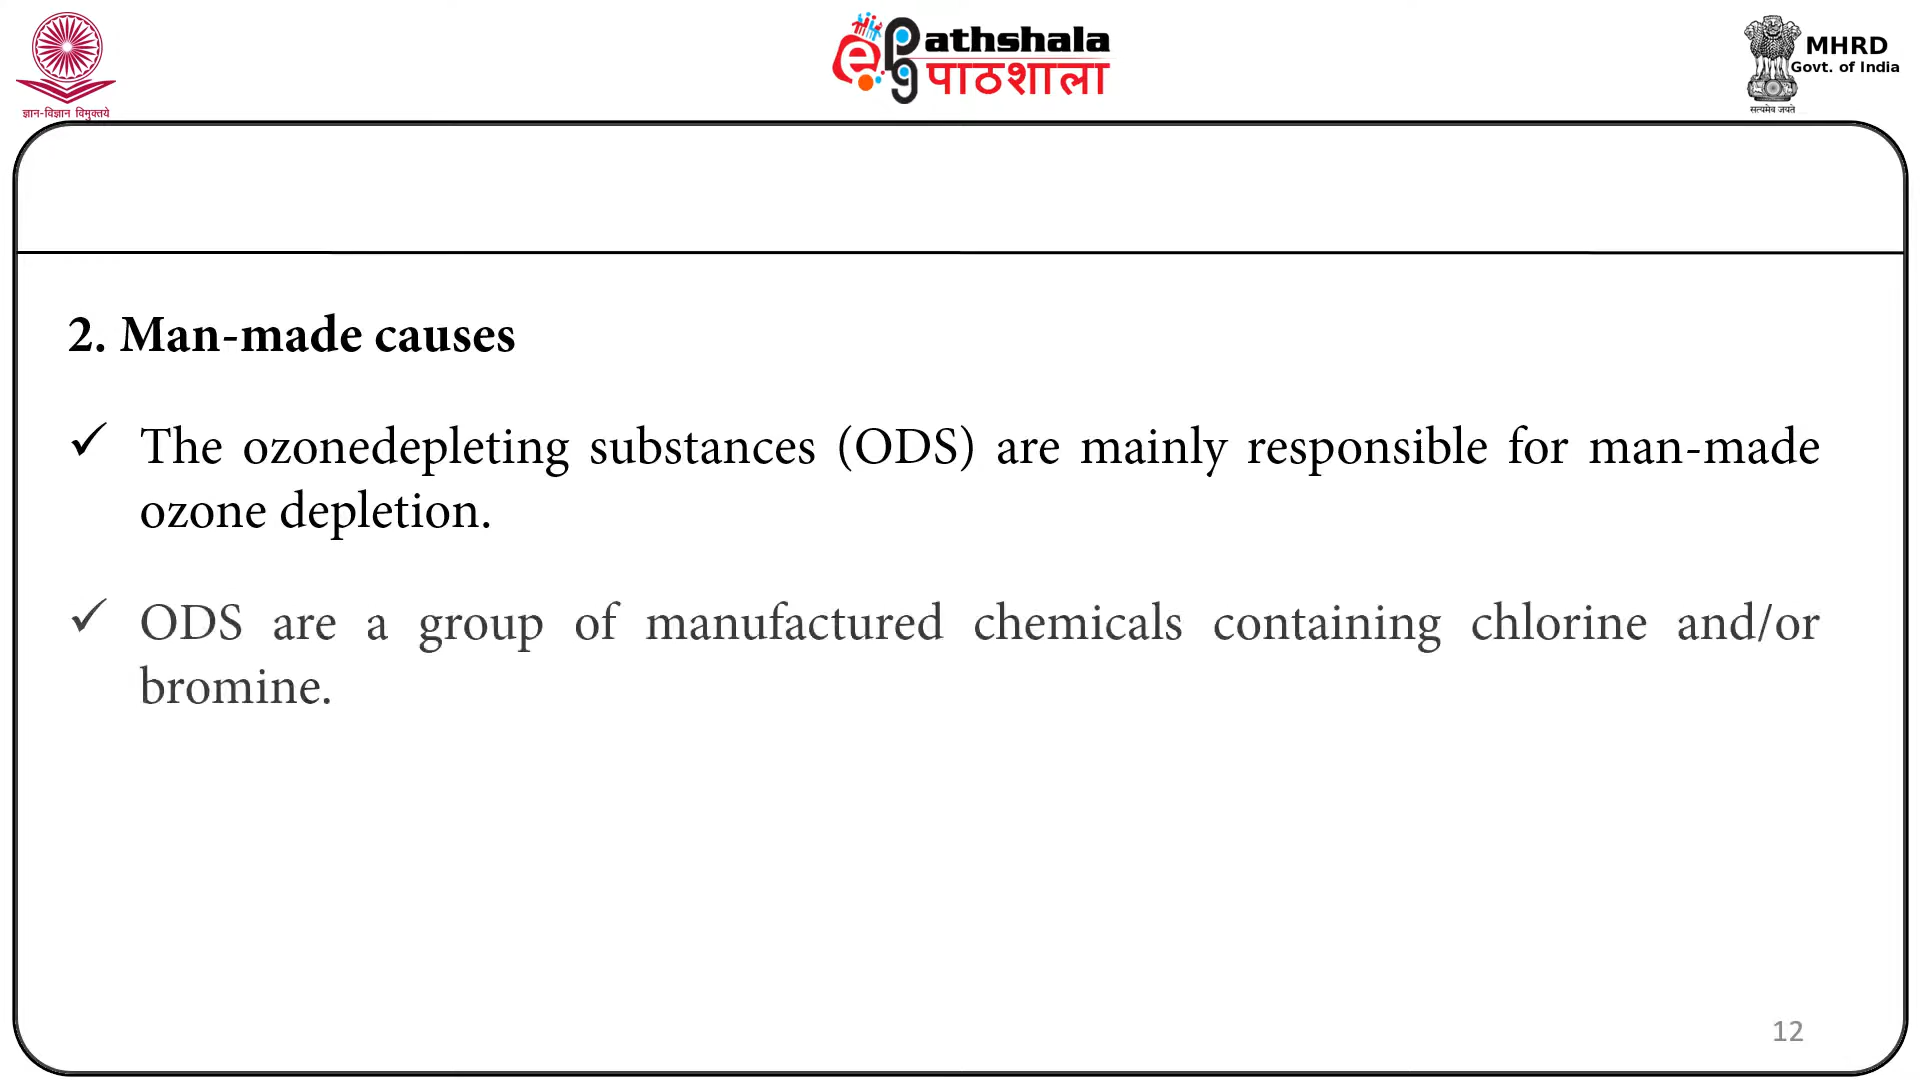 ज्ञान-विज्ञान विमुक्तये
e PG athshala
पाठशाला
MHRD
Govt. of India
सत्यमेव जयते
2. Man-made causes
✓ The ozonedepleting substances (ODS) are mainly responsible for man-made
ozone depletion.
✓ ODS are a group of manufactured chemicals containing chlorine and/or
bromine.
12